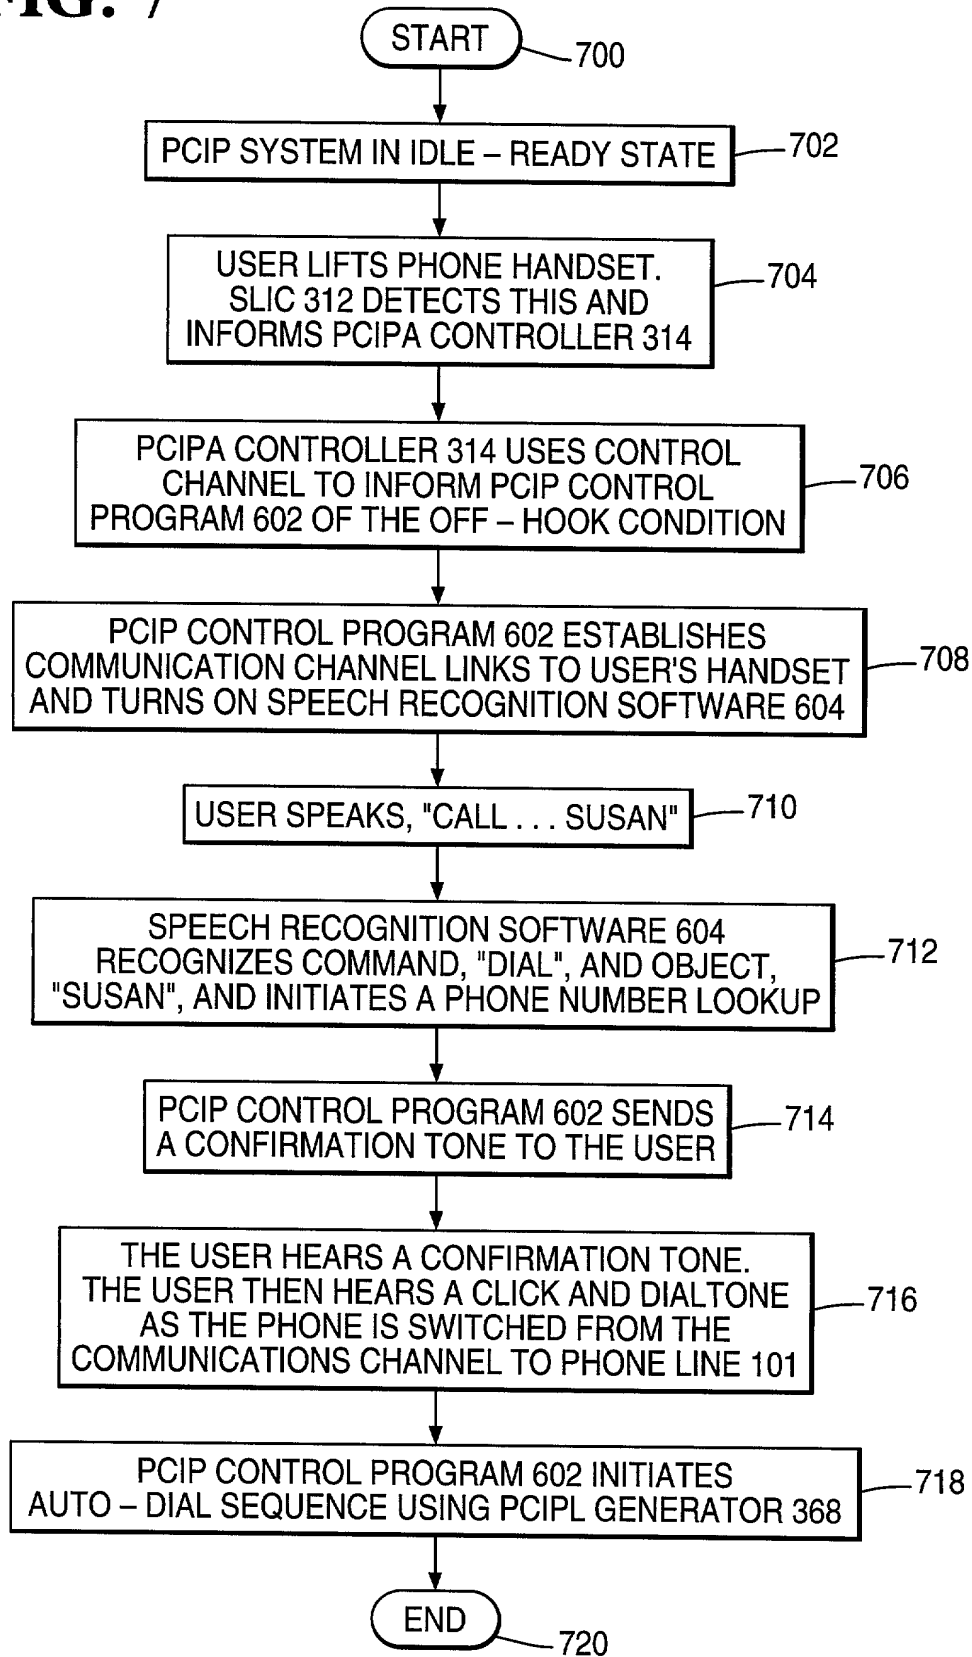 FIG. 7
START
700
PCIP SYSTEM IN IDLE – READY STATE
702
USER LIFTS PHONE HANDSET.
SLIC 312 DETECTS THIS AND
INFORMS PCIPA CONTROLLER 314
704
PCIPA CONTROLLER 314 USES CONTROL
CHANNEL TO INFORM PCIP CONTROL
PROGRAM 602 OF THE OFF – HOOK CONDITION
706
PCIP CONTROL PROGRAM 602 ESTABLISHES
COMMUNICATION CHANNEL LINKS TO USER'S HANDSET
AND TURNS ON SPEECH RECOGNITION SOFTWARE 604
708
USER SPEAKS, "CALL . . . SUSAN"
710
SPEECH RECOGNITION SOFTWARE 604
RECOGNIZES COMMAND, "DIAL", AND OBJECT,
"SUSAN", AND INITIATES A PHONE NUMBER LOOKUP
712
PCIP CONTROL PROGRAM 602 SENDS
A CONFIRMATION TONE TO THE USER
714
THE USER HEARS A CONFIRMATION TONE.
THE USER THEN HEARS A CLICK AND DIALTONE
AS THE PHONE IS SWITCHED FROM THE
COMMUNICATIONS CHANNEL TO PHONE LINE 101
716
PCIP CONTROL PROGRAM 602 INITIATES
AUTO – DIAL SEQUENCE USING PCIPL GENERATOR 368
718
END
720